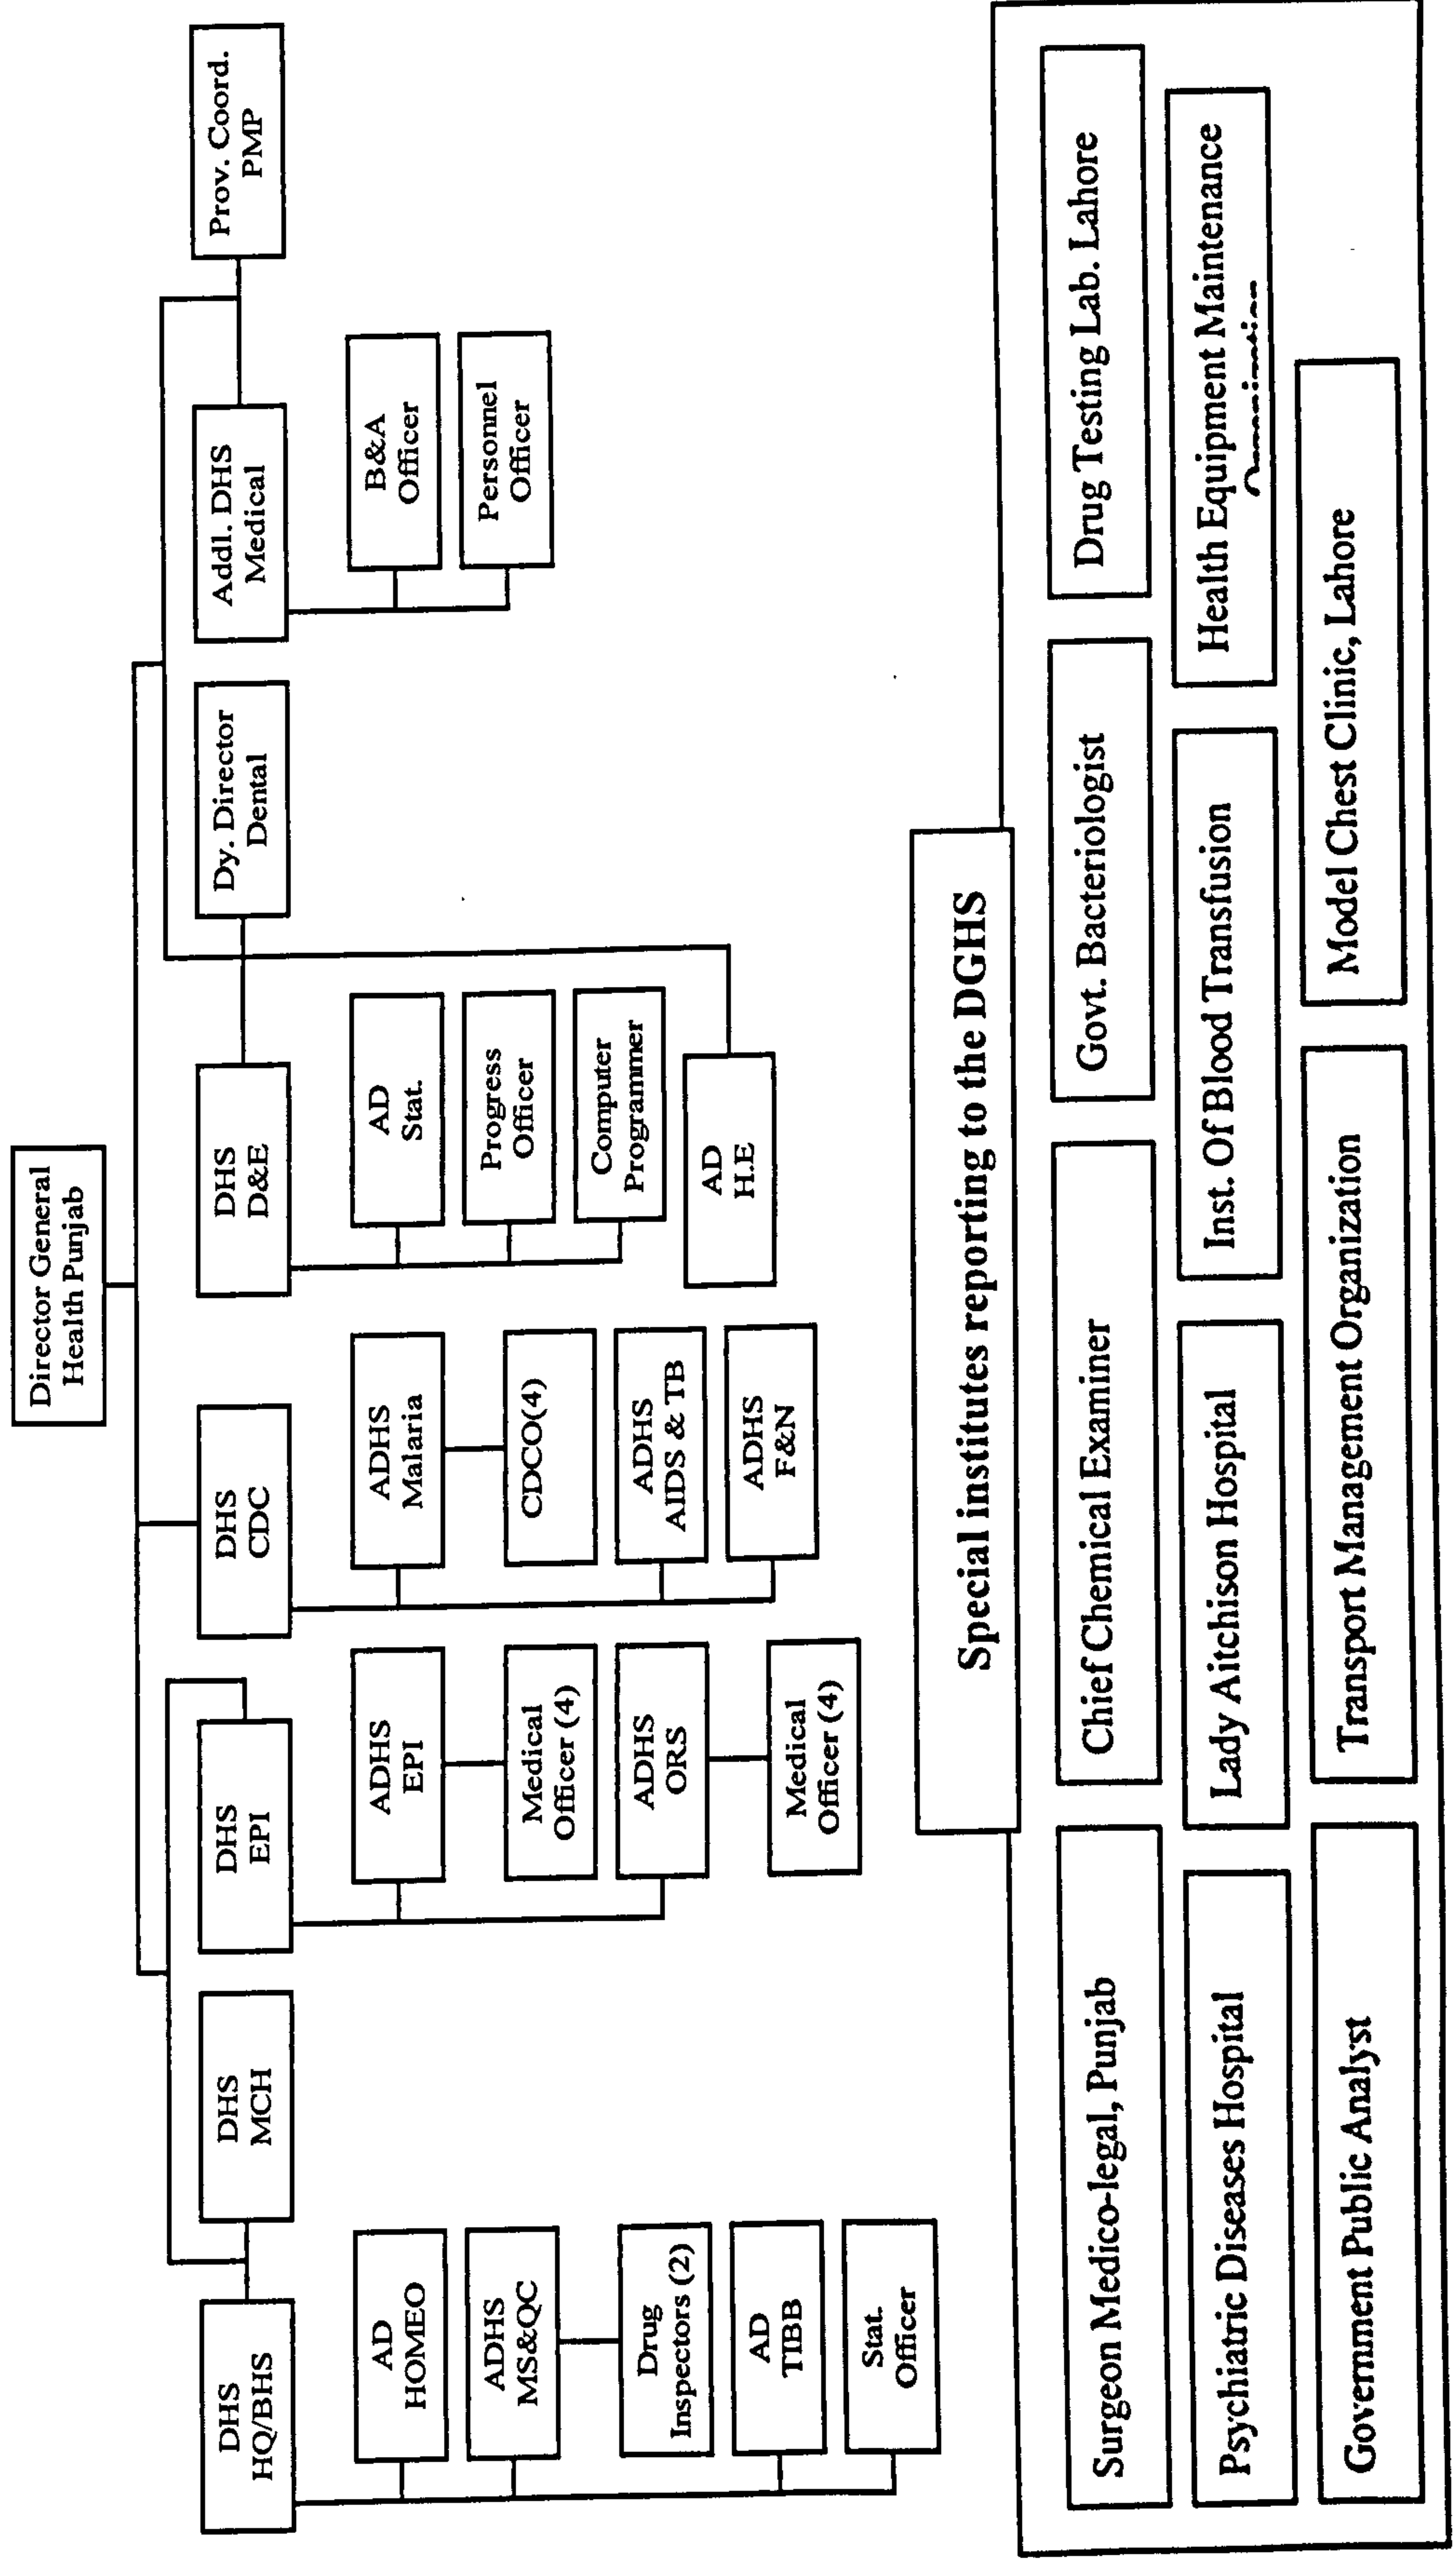 Director General
Health Punjab
DHS
HQ/BHS
DHS
MCH
DHS
EPI
DHS
CDC
DHS
D&E
Dy. Director
Dental
Addl. DHS
Medical
Prov. Coord.
PMP
AD
HOMEO
ADHS
MS&QC
Drug
Inspectors (2)
AD
TIBB
Stat.
Officer
ADHS
EPI
Medical
Officer (4)
ADHS
ORS
Medical
Officer (4)
ADHS
Malaria
CDCO(4)
ADHS
AIDS & TB
ADHS
F&N
AD
Stat.
Progress
Officer
Computer
Programmer
AD
H.E
B&A
Officer
Personnel
Officer
Special institutes reporting to the DGHS
Surgeon Medico-legal, Punjab
Chief Chemical Examiner
Govt. Bacteriologist
Drug Testing Lab. Lahore
Psychiatric Diseases Hospital
Lady Aitchison Hospital
Inst. Of Blood Transfusion
Health Equipment Maintenance
Government Public Analyst
Transport Management Organization
Model Chest Clinic, Lahore